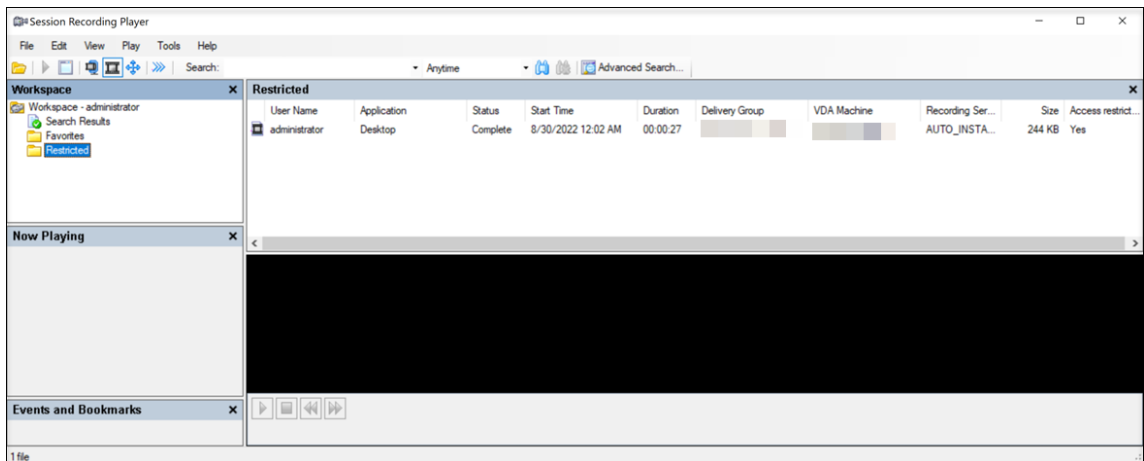 Session Recording Player
File Edit View Play Tools Help
Search: Anytime Advanced Search...
Workspace
Workspace - administrator
Search Results
Favorites
Restricted
Restricted
User Name Application Status Start Time Duration Delivery Group VDA Machine Recording Ser... Size Access restrict...
administrator Desktop Complete 8/30/2022 12:02 AM 00:00:27 AUTO_INSTA... 244 KB Yes
Now Playing
Events and Bookmarks
1 file